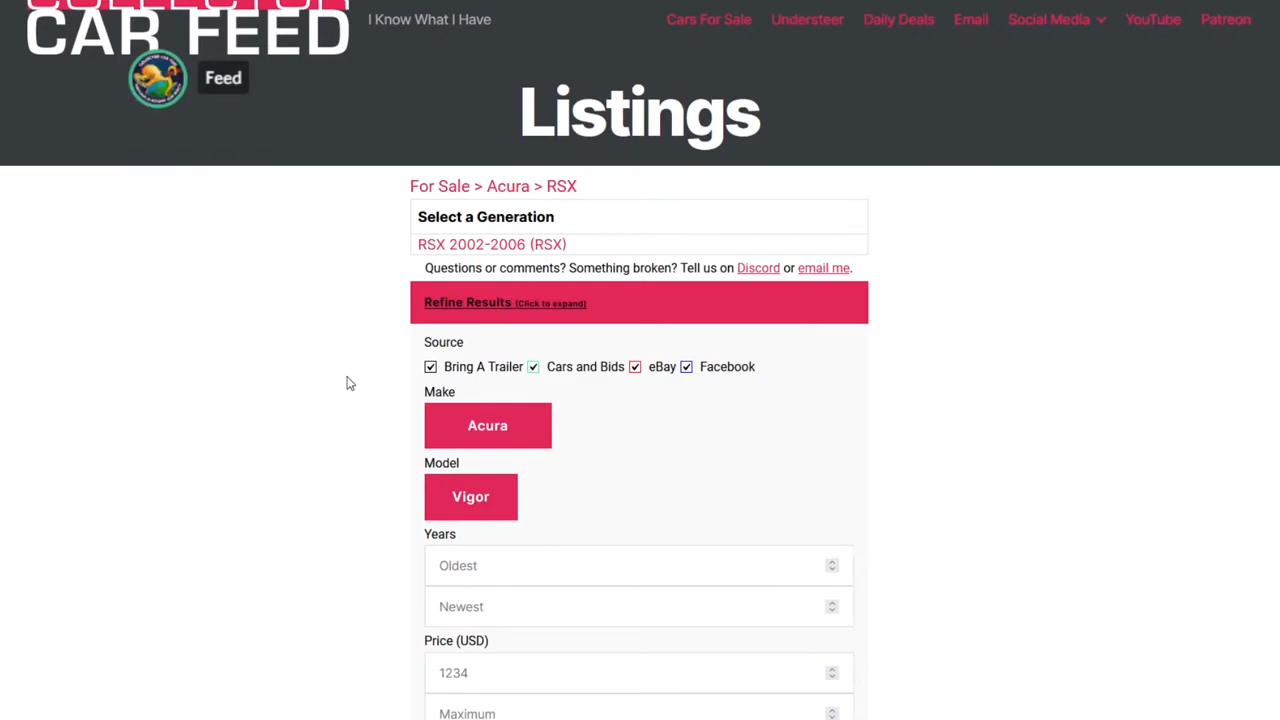 COLLECTOR
CAR FEED
I Know What I Have
Cars For Sale
Understeer
Daily Deals
Email
Social Media
YouTube
Patreon
Feed
Listings
For Sale > Acura > RSX
Select a Generation
RSX 2002-2006 (RSX)
Questions or comments? Something broken? Tell us on Discord or email me.
Refine Results (Click to expand)
Source
Bring A Trailer Cars and Bids eBay Facebook
Make
Acura
Model
Vigor
Years
Oldest
Newest
Price (USD)
1234
Maximum